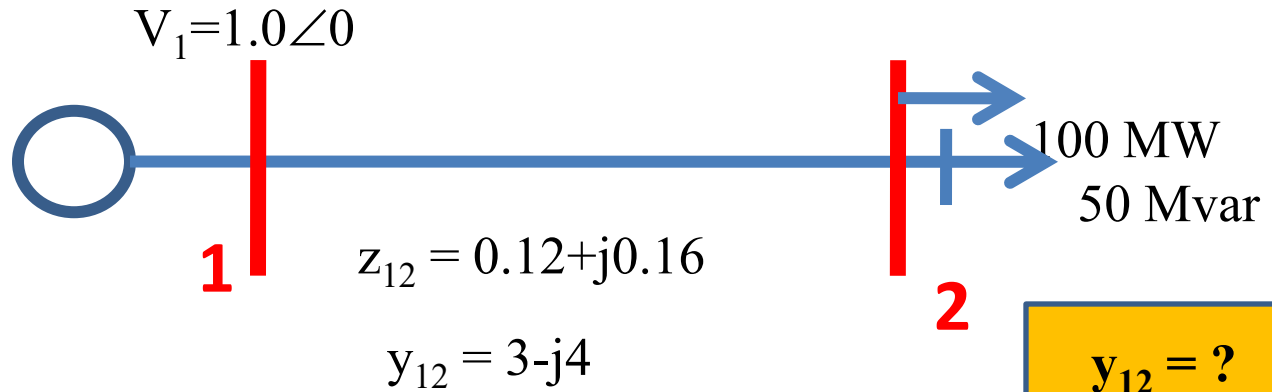 V₁=1.0∠0
100 MW
50 Mvar
1
z₁₂ = 0.12+j0.16
2
y₁₂ = 3-j4
y₁₂ = ?